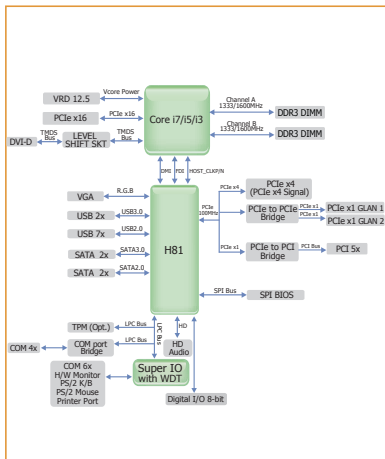 VRD 12.5
Vcore Power
PCIe x16
PCIe x16
DVI-D
TMDS
Bus
LEVEL
SHIFT SKT
TMDS
Bus
Core i7/i5/i3
Channel A
1333/1600MHz
DDR3 DIMM
Channel B
1333/1600MHz
DDR3 DIMM
DMI
FDI
HOST_CLKP/N
VGA
R.G.B
USB 2x
USB3.0
USB 7x
USB2.0
SATA 2x
SATA3.0
SATA 2x
SATA2.0
H81
PCIe
100MHz
PCIe x4
PCIe x4
(PCIe x4 Signal)
PCIe x1
PCIe to PCIe
Bridge
PCIe x1
PCIe x1 GLAN 1
PCIe x1
PCIe x1 GLAN 2
PCIe x1
PCIe to PCI
Bridge
PCI Bus
PCI 5x
SPI Bus
SPI BIOS
TPM (Opt.)
LPC Bus
COM 4x
COM port
Bridge
LPC Bus
LPC Bus
HD
HD
Audio
COM 6x
H/W Monitor
PS/2 K/B
PS/2 Mouse
Printer Port
Super IO
with WDT
Digital I/O 8-bit